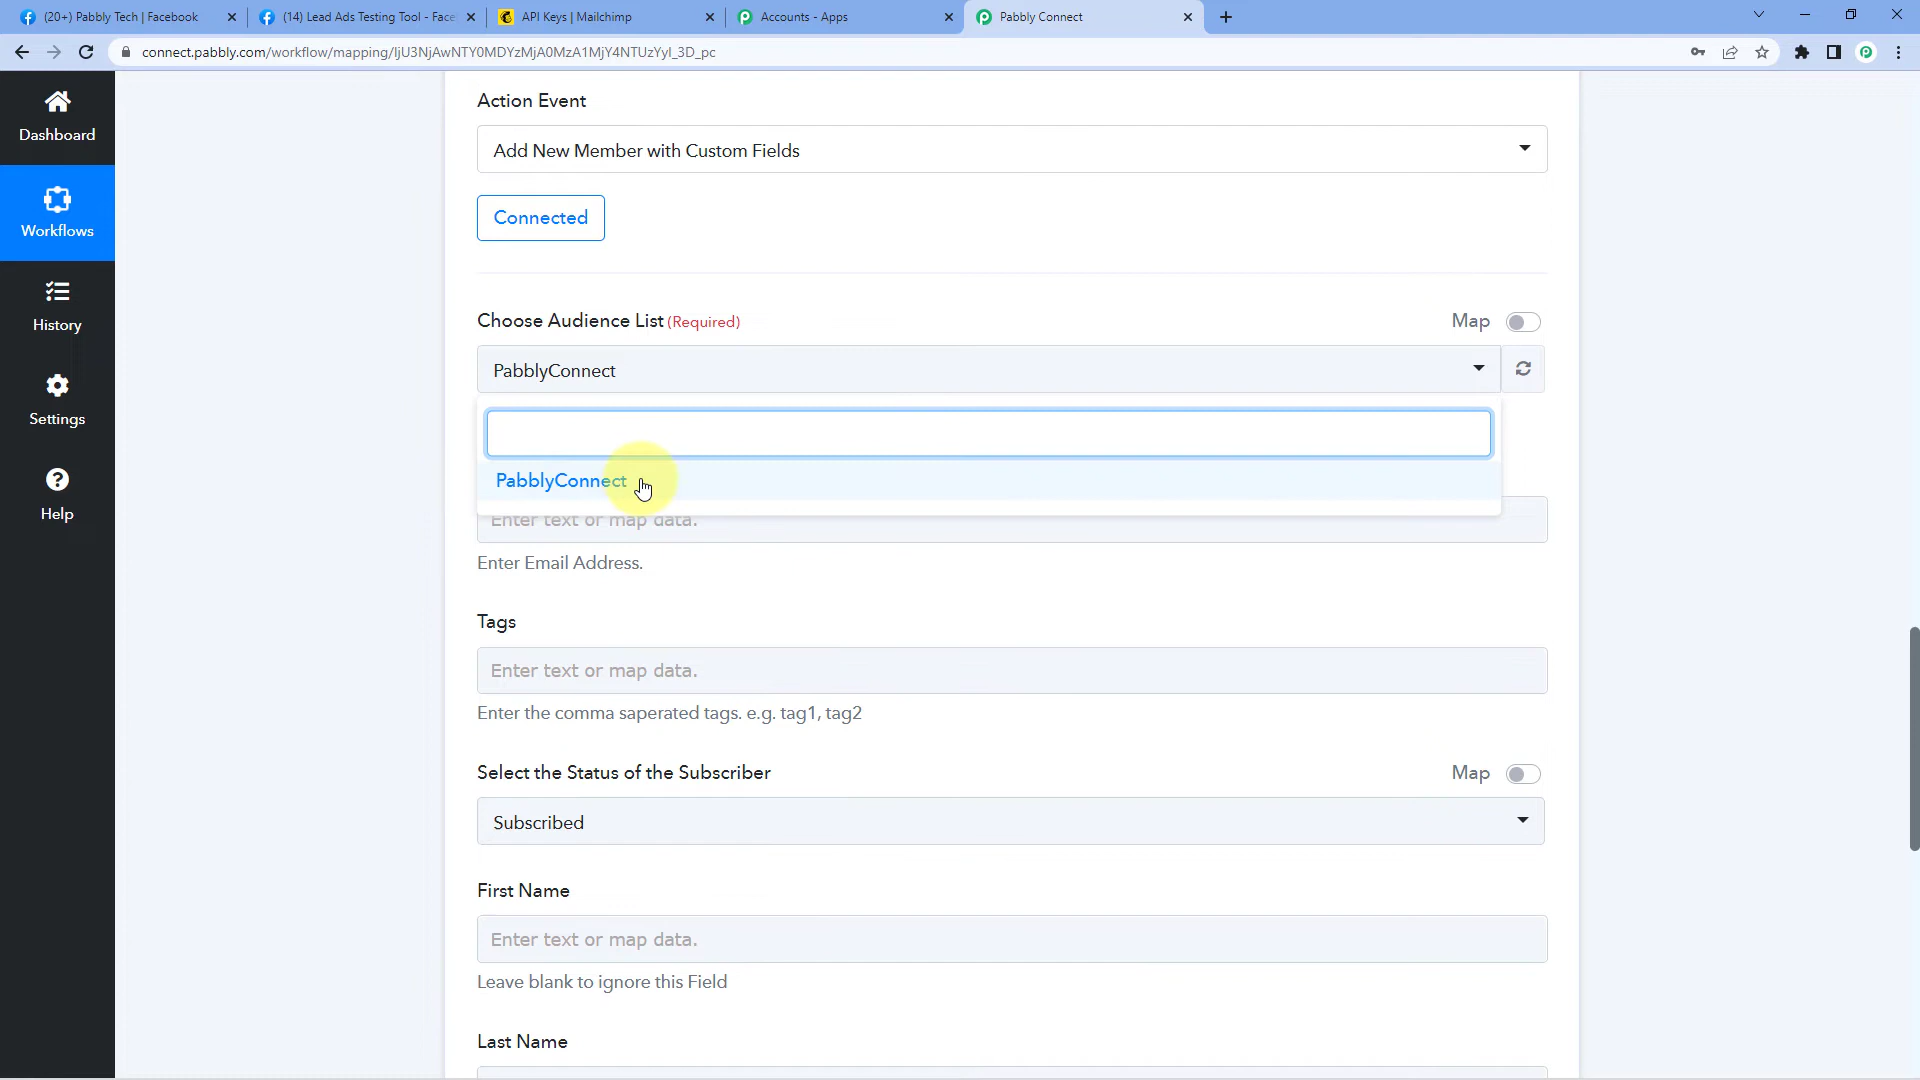 (20+) Pabbly Tech | Facebook
(14) Lead Ads Testing Tool - Face
API Keys | Mailchimp
Accounts - Apps
Pabbly Connect
connect.pabbly.com/workflow/mapping/IjU3NjAwNTY0MDYzMjA0MzA1MjY4NTUzYyI_3D_pc
Dashboard
Workflows
History
Settings
Help
Action Event
Add New Member with Custom Fields
Connected
Choose Audience List (Required)
Map
PabblyConnect
PabblyConnect
Enter text or map data.
Enter Email Address.
Tags
Enter text or map data.
Enter the comma saperated tags. e.g. tag1, tag2
Select the Status of the Subscriber
Map
Subscribed
First Name
Enter text or map data.
Leave blank to ignore this Field
Last Name